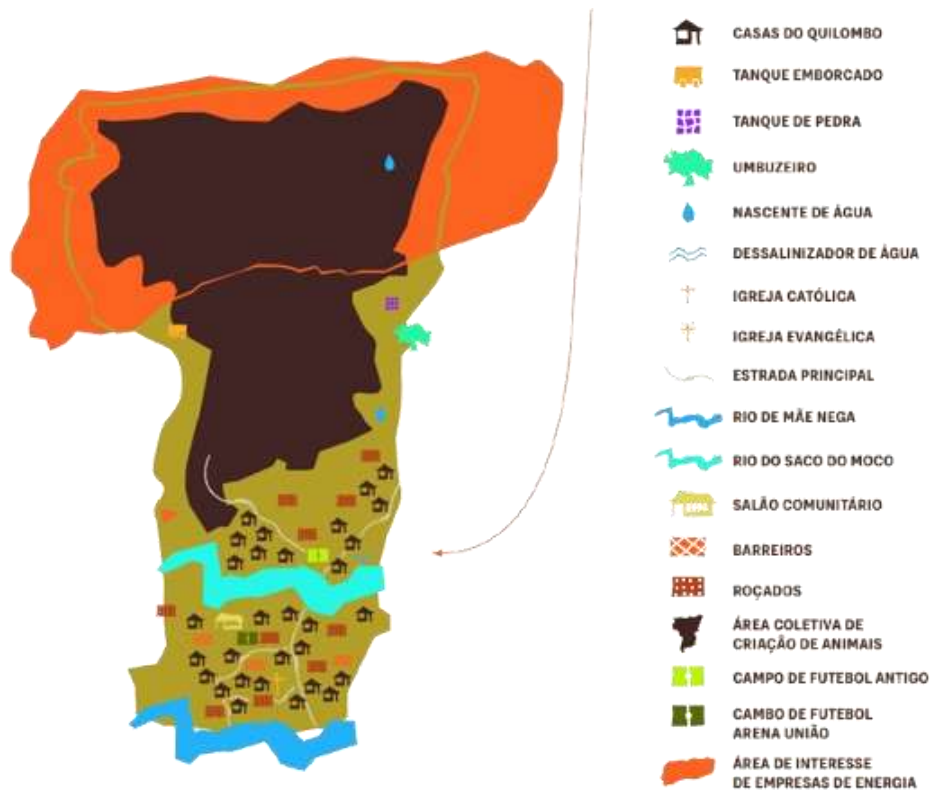 CASAS DO QUILOMBO
TANQUE EMBORCADO
TANQUE DE PEDRA
UMBUZEIRO
NASCENTE DE ÁGUA
DESSALINIZADOR DE ÁGUA
IGREJA CATÓLICA
IGREJA EVANGÉLICA
ESTRADA PRINCIPAL
RIO DE MÃE NEGA
RIO DO SACO DO MOCO
SALÃO COMUNITÁRIO
BARREIROS
ROÇADOS
ÁREA COLETIVA DE
CRIAÇÃO DE ANIMAIS
CAMPO DE FUTEBOL ANTIGO
CAMBO DE FUTEBOL
ARENA UNIÃO
ÁREA DE INTERESSE
DE EMPRESAS DE ENERGIA